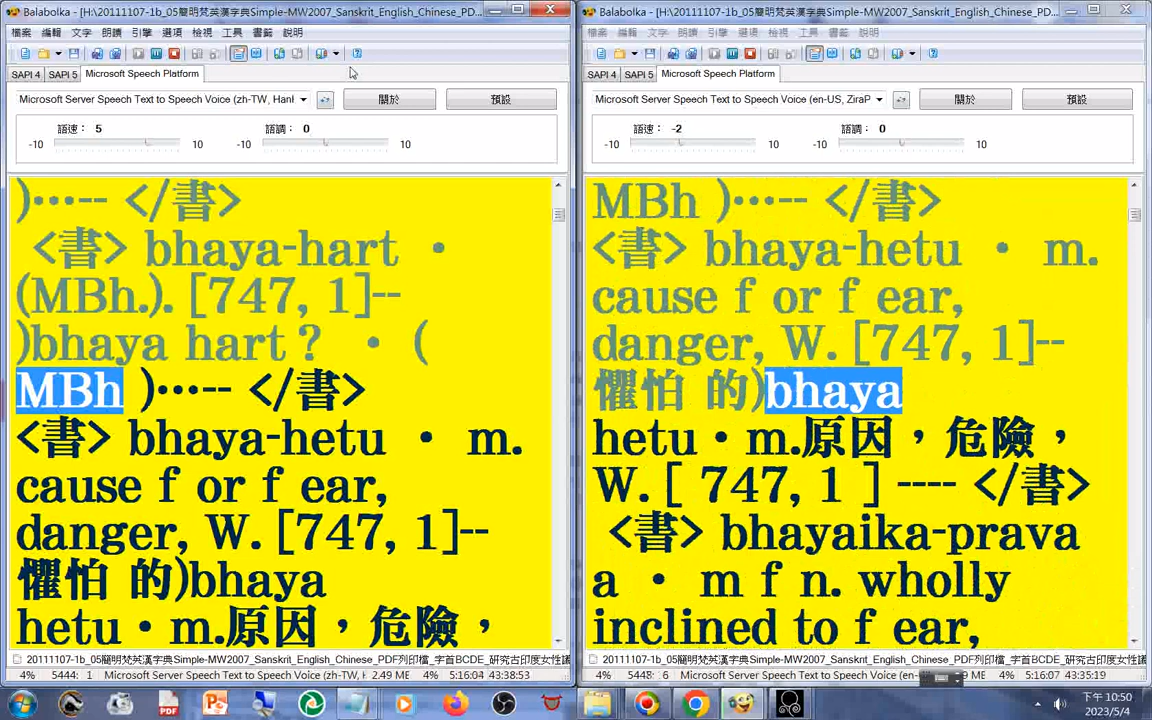 Balabolka - [H:\20111107-1b_05簡明梵英漢字典Simple-MW2007_Sanskrit_English_Chinese_PD...
檔案 編輯 文字 朗讀 引擎 選項 檢視 工具 書籤 說明
SAPI 4 SAPI 5 Microsoft Speech Platform
Microsoft Server Speech Text to Speech Voice (zh-TW, Hanl
關於 預設
語速： 5 語調： 0
-10 10 -10 10
)…-- </書>
<書> bhaya-hart •
(MBh.). [747, 1]--
)bhaya hart？ •（
MBh )…-- </書>
<書> bhaya-hetu • m.
cause f or f ear,
danger, W. [747, 1]--
懼怕 的)bhaya
hetu•m.原因，危險，
20111107-1b_05簡明梵英漢字典Simple-MW2007_Sanskrit_English_Chinese_PDF列印檔_字首BCDE_研究古印度女性議
4% 5444: 1 Microsoft Server Speech Text to Speech Voice (zh-TW, H 2.49 ME 4% 5:16:04 43:38:53
Balabolka - [H:\20111107-1b_05簡明梵英漢字典Simple-MW2007_Sanskrit_English_Chinese_PD...
檔案 編輯 文字 朗讀 引擎 選項 檢視 工具 書籤 說明
SAPI 4 SAPI 5 Microsoft Speech Platform
Microsoft Server Speech Text to Speech Voice (en-US, ZiraP
關於 預設
語速： -2 語調： 0
-10 10 -10 10
MBh )…-- </書>
<書> bhaya-hetu • m.
cause f or f ear,
danger, W. [747, 1]--
懼怕 的)bhaya
hetu•m.原因，危險，
W.［ 747, 1 ］---- </書>
<書> bhayaika-prava
a • m f n. wholly
inclined to f ear,
20111107-1b_05簡明梵英漢字典Simple-MW2007_Sanskrit_English_Chinese_PDF列印檔_字首BCDE_研究古印度女性議
4% 5448: 6 Microsoft Server Speech Text to Speech Voice (en-US, 9 ME 4% 5:16:07 43:35:19
PDF
下午 10:50
2023/5/4